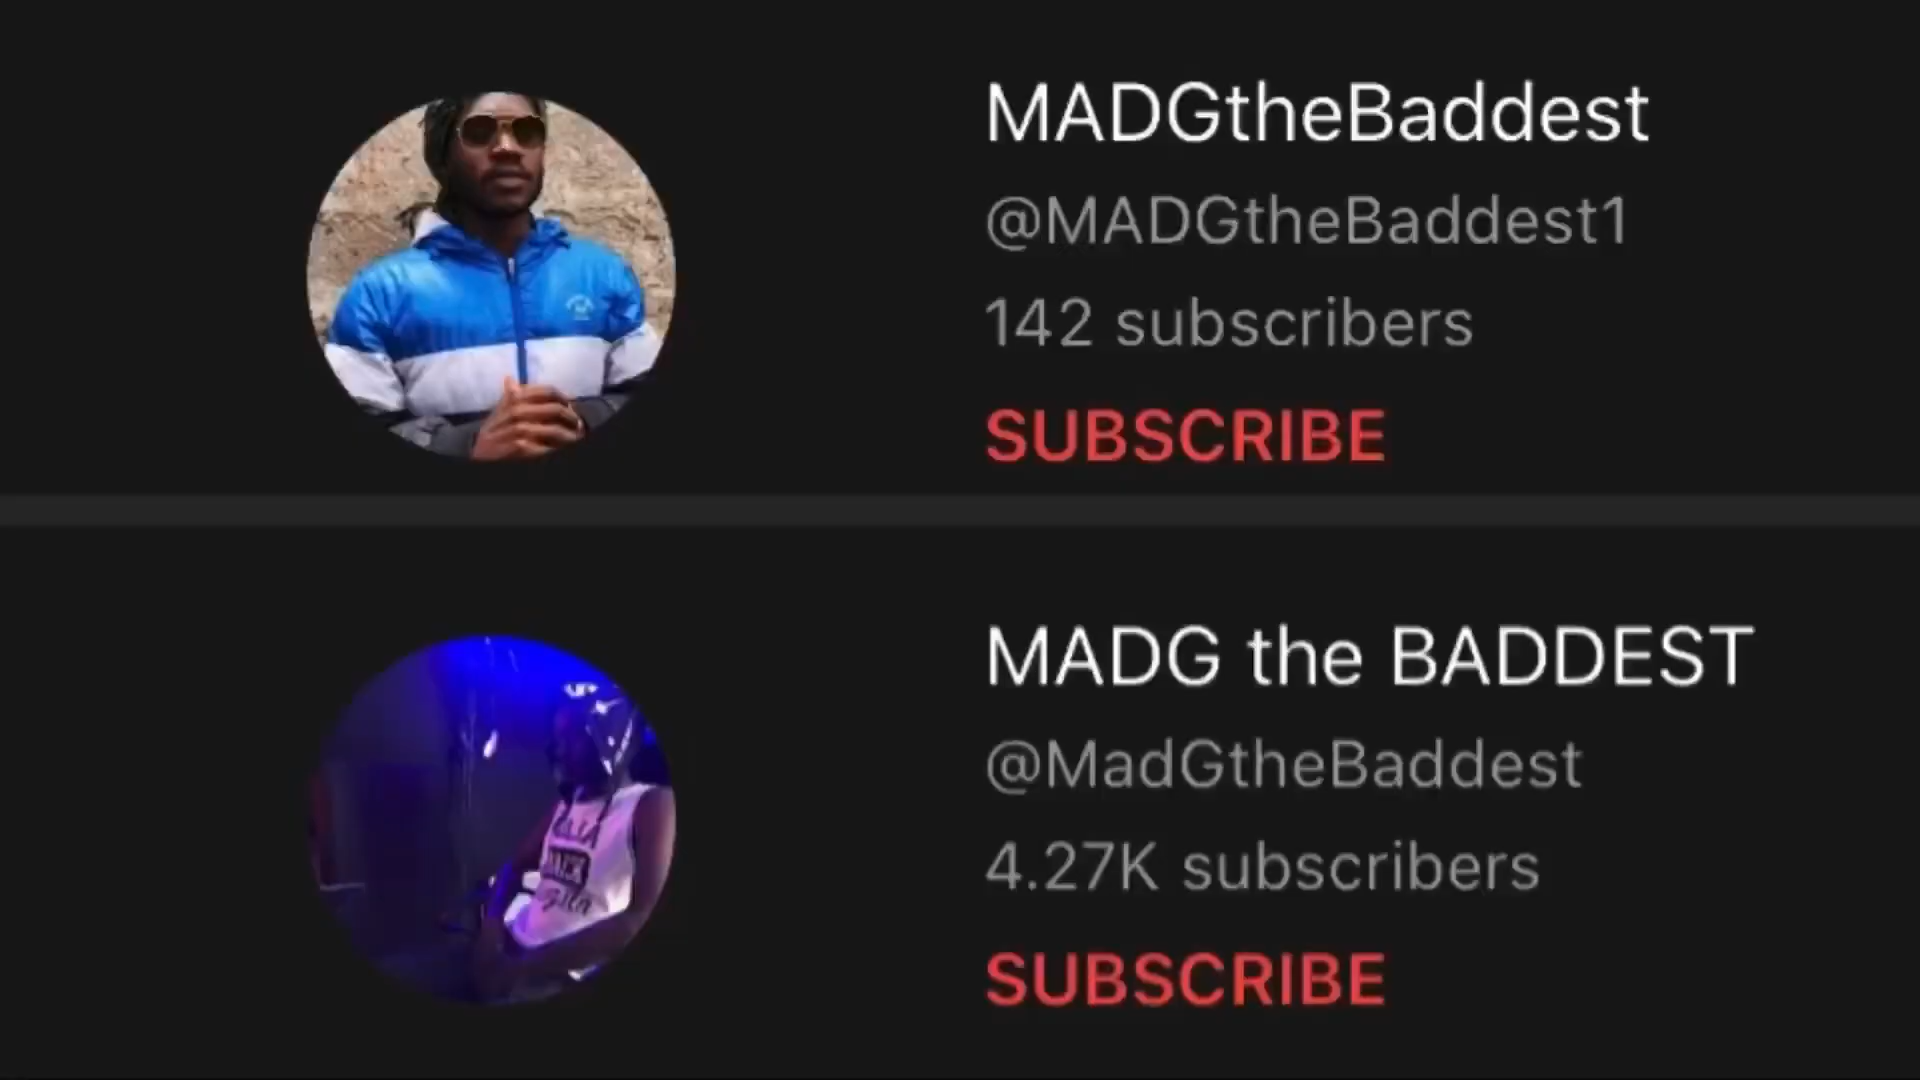 MADGtheBaddest
@MADGtheBaddest1
142 subscribers
SUBSCRIBE
MADG the BADDEST
@MadGtheBaddest
4.27K subscribers
SUBSCRIBE